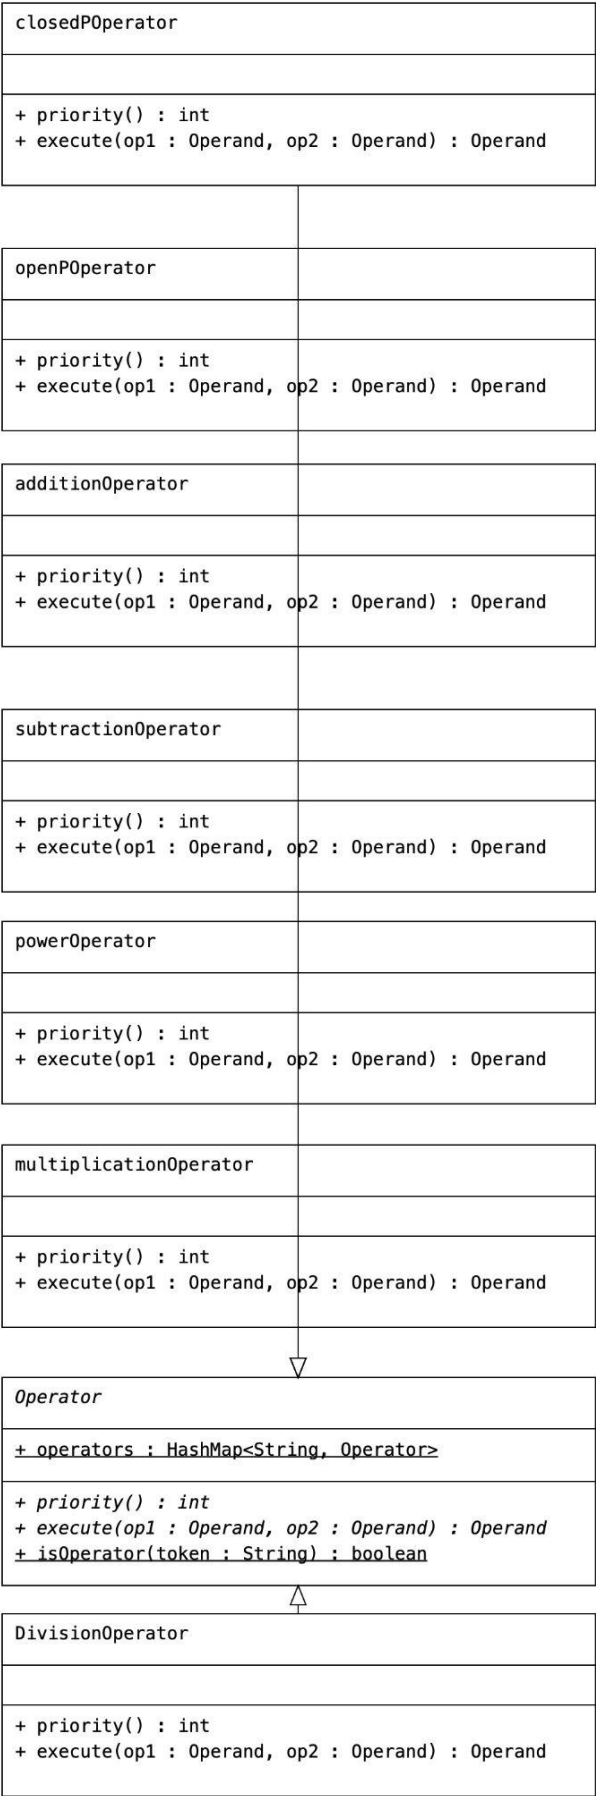 closedPOperator
+ priority() : int
+ execute(op1 : Operand, op2 : Operand) : Operand
openPOperator
+ priority() : int
+ execute(op1 : Operand, op2 : Operand) : Operand
additionOperator
+ priority() : int
+ execute(op1 : Operand, op2 : Operand) : Operand
subtractionOperator
+ priority() : int
+ execute(op1 : Operand, op2 : Operand) : Operand
powerOperator
+ priority() : int
+ execute(op1 : Operand, op2 : Operand) : Operand
multiplicationOperator
+ priority() : int
+ execute(op1 : Operand, op2 : Operand) : Operand
Operator
+ operators : HashMap<String, Operator>
+ priority() : int
+ execute(op1 : Operand, op2 : Operand) : Operand
+ isOperator(token : String) : boolean
DivisionOperator
+ priority() : int
+ execute(op1 : Operand, op2 : Operand) : Operand